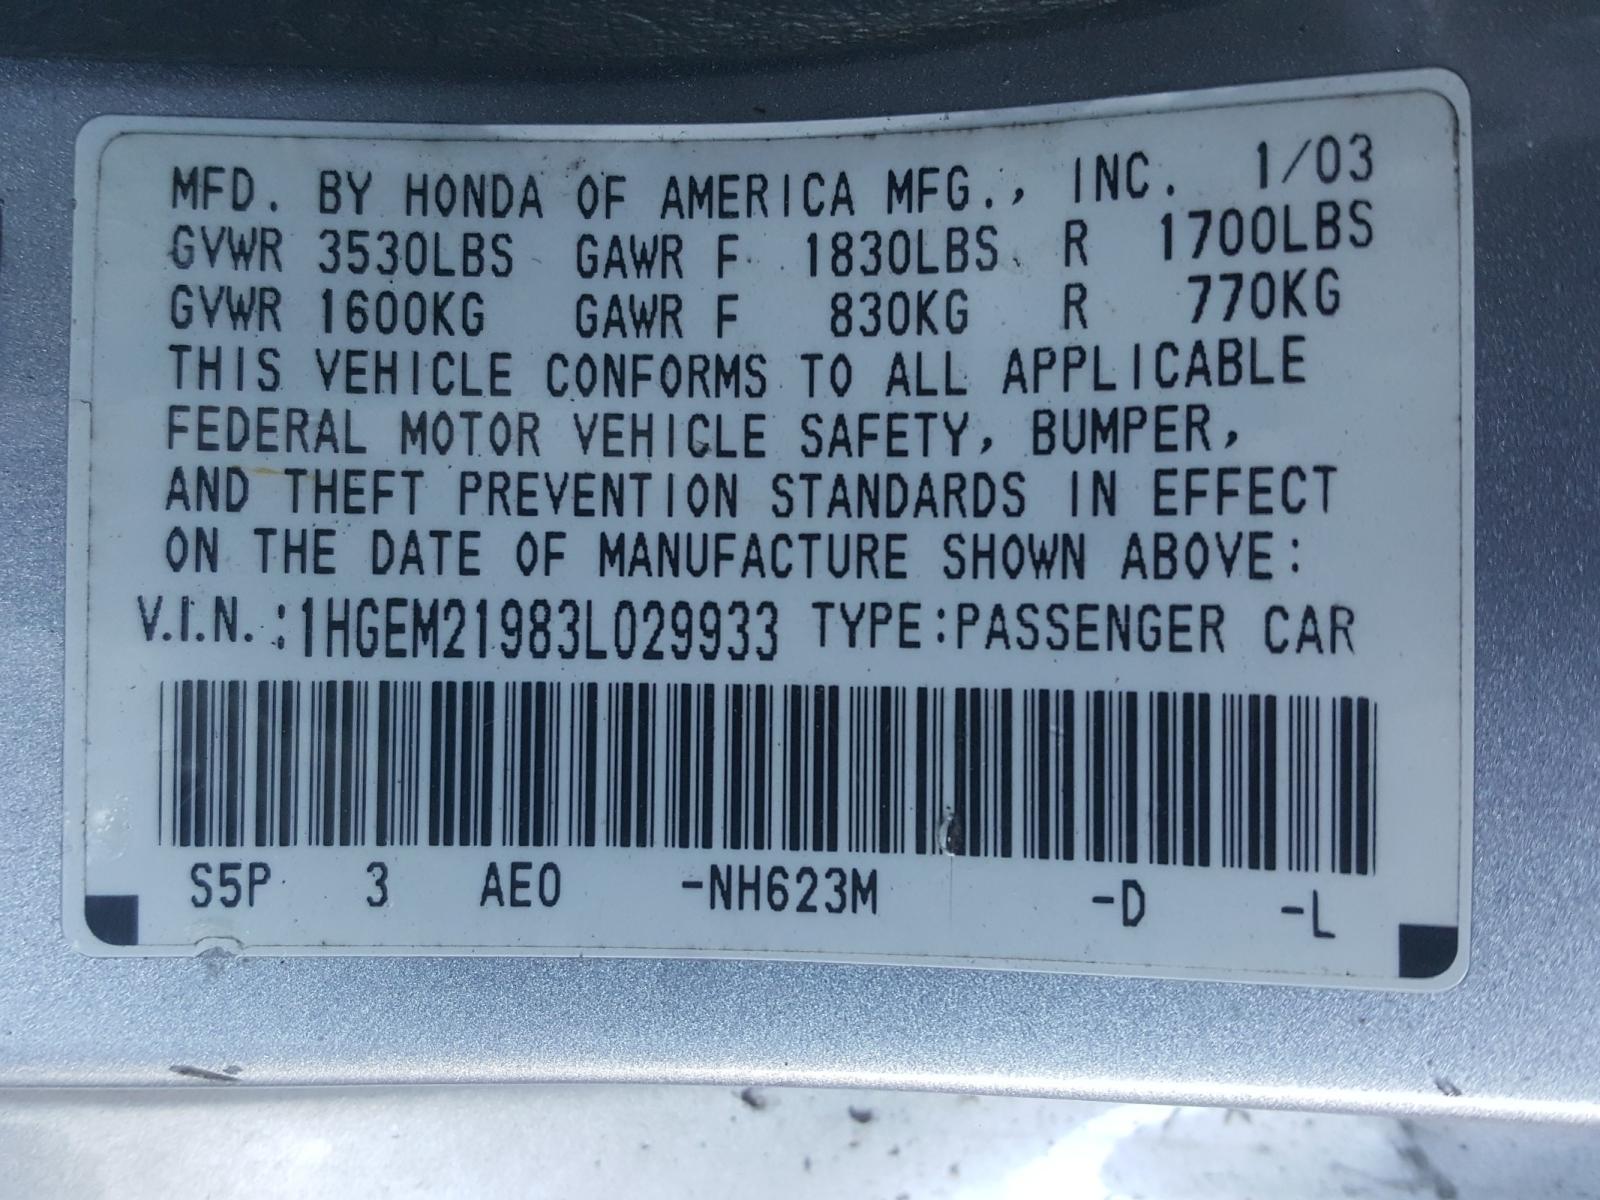 MFD. BY HONDA OF AMERICA MFG., INC. 1/03
GVWR 3530LBS GAWR F 1830LBS R 1700LBS
GVWR 1600KG GAWR F 830KG R 770KG
THIS VEHICLE CONFORMS TO ALL APPLICABLE
FEDERAL MOTOR VEHICLE SAFETY, BUMPER,
AND THEFT PREVENTION STANDARDS IN EFFECT
ON THE DATE OF MANUFACTURE SHOWN ABOVE:
V.I.N.:1HGEM21983L029933 TYPE:PASSENGER CAR
S5P 3 AE0 -NH623M -D -L